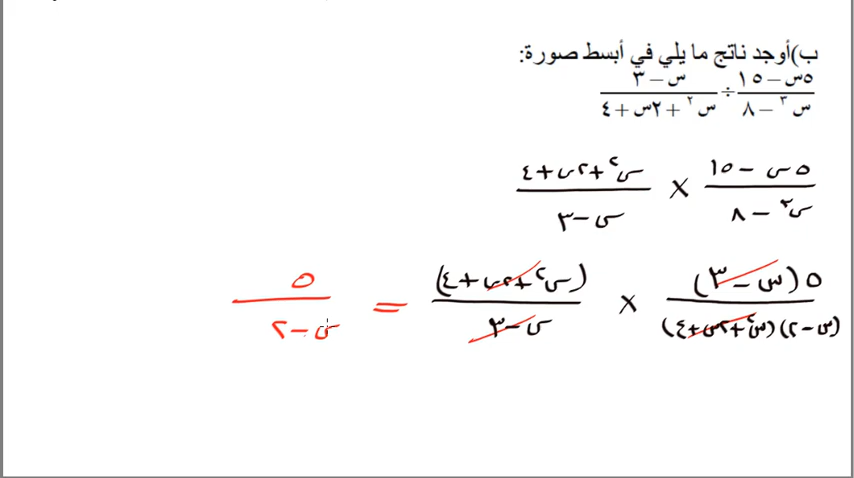 ب)أوجد ناتج ما يلي في أبسط صورة:
٥س – ١٥ / س^٣ – ٨ ÷ س – ٣ / س^٢ + ٢س + ٤
٥س – ١٥ / س^٣ – ٨ × س^٢ + ٢س + ٤ / س – ٣
٥(س – ٣) / (س – ٢)(س^٢ + ٢س + ٤) × (س^٢ + ٢س + ٤) / س – ٣ = ٥ / س – ٢